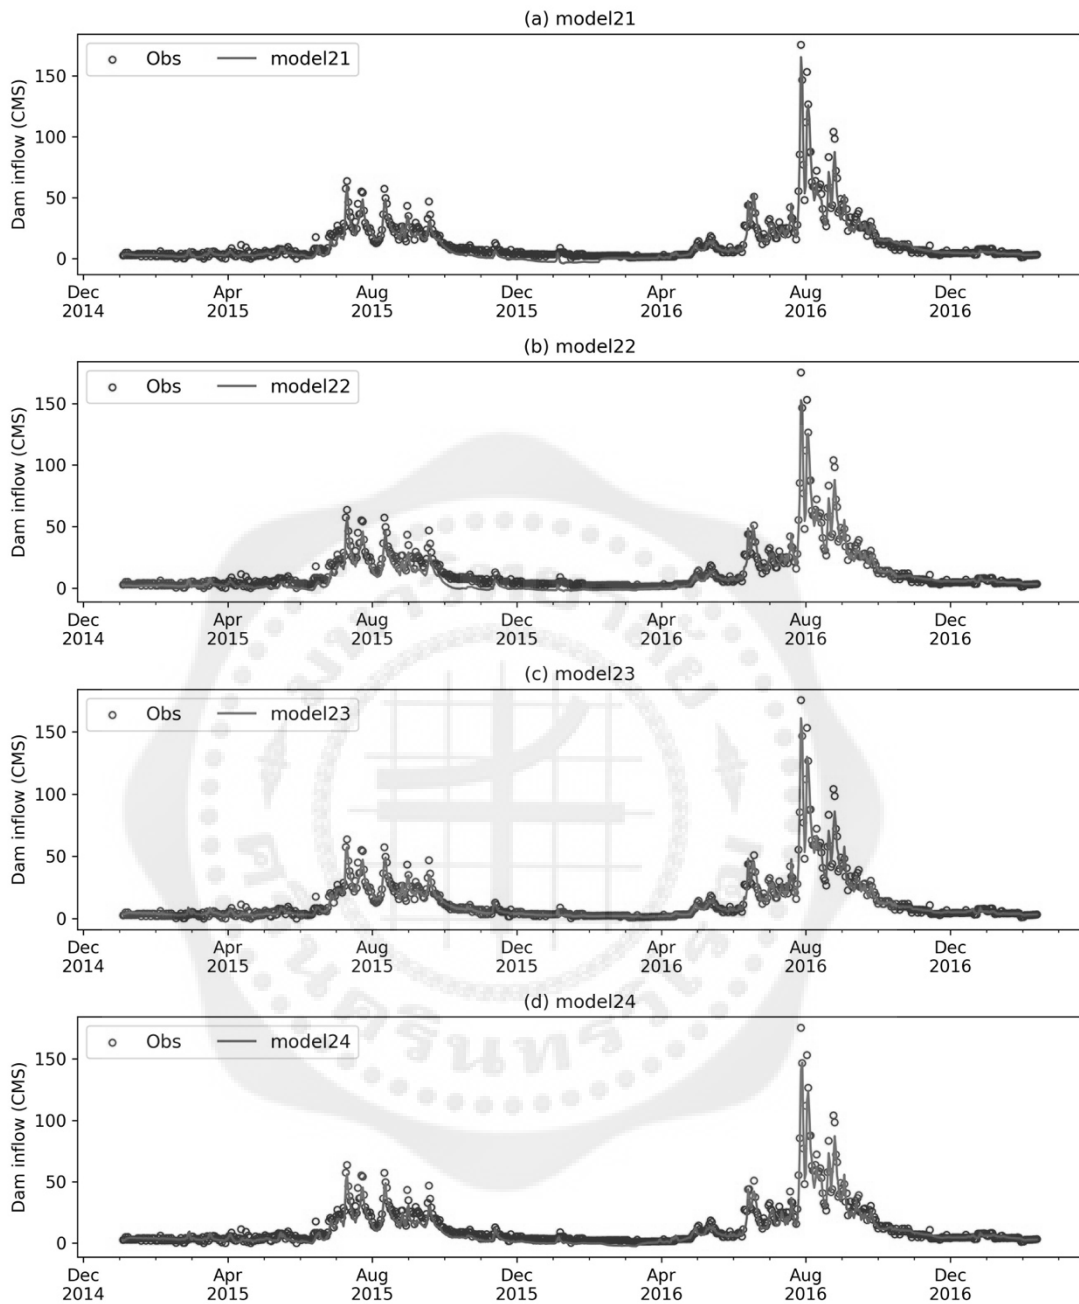 (a) model21
Obs model21
Dam inflow (CMS)
150
100
50
0
Dec Apr Aug Dec Apr Aug Dec
2014 2015 2015 2015 2016 2016 2016
(b) model22
Obs model22
Dam inflow (CMS)
150
100
50
0
Dec Apr Aug Dec Apr Aug Dec
2014 2015 2015 2015 2016 2016 2016
(c) model23
Obs model23
Dam inflow (CMS)
150
100
50
0
Dec Apr Aug Dec Apr Aug Dec
2014 2015 2015 2015 2016 2016 2016
(d) model24
Obs model24
Dam inflow (CMS)
150
100
50
0
Dec Apr Aug Dec Apr Aug Dec
2014 2015 2015 2015 2016 2016 2016